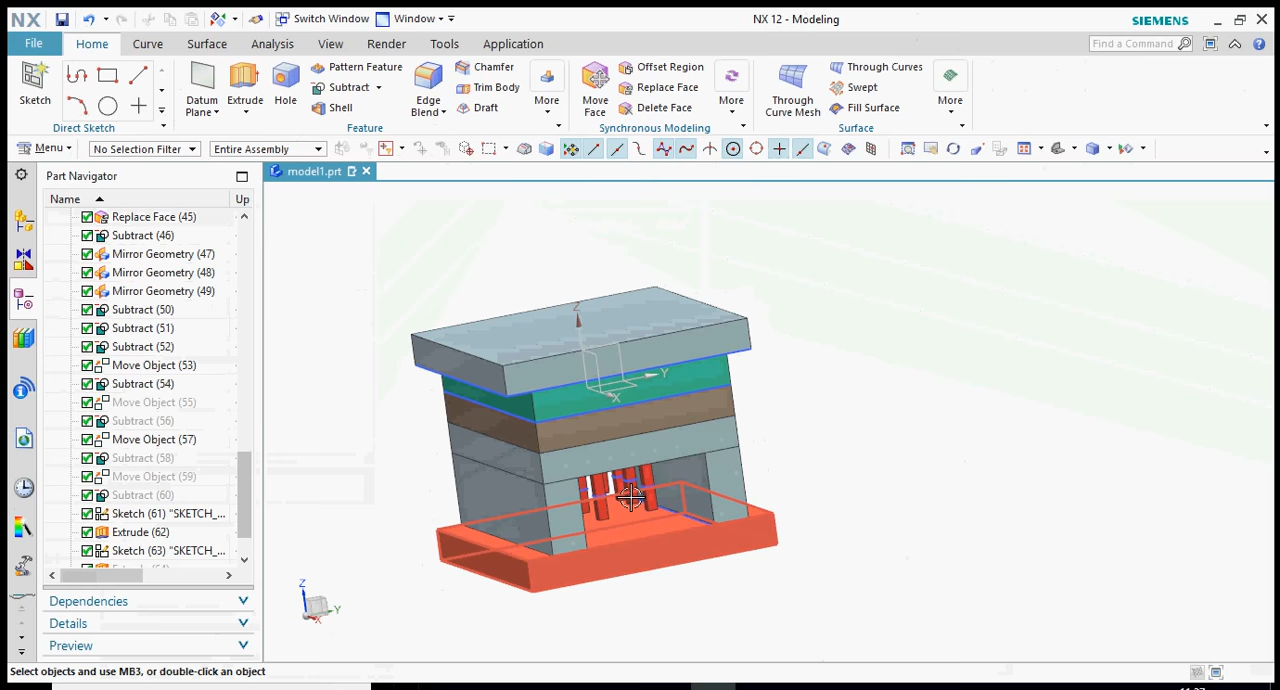 NX
Switch Window
Window
NX 12 - Modeling
SIEMENS
File
Home
Curve
Surface
Analysis
View
Render
Tools
Application
Find a Command
Sketch
Direct Sketch
Datum Plane
Extrude
Hole
Pattern Feature
Subtract
Shell
Edge Blend
Chamfer
Trim Body
Draft
More
Feature
Move Face
Offset Region
Replace Face
Delete Face
More
Synchronous Modeling
Through Curve Mesh
Through Curves
Swept
Fill Surface
More
Surface
Menu
No Selection Filter
Entire Assembly
Part Navigator
model1.prt
Name
Up
Replace Face (45)
Subtract (46)
Mirror Geometry (47)
Mirror Geometry (48)
Mirror Geometry (49)
Subtract (50)
Subtract (51)
Subtract (52)
Move Object (53)
Subtract (54)
Move Object (55)
Subtract (56)
Move Object (57)
Subtract (58)
Move Object (59)
Subtract (60)
Sketch (61) "SKETCH_...
Extrude (62)
Sketch (63) "SKETCH_...
Dependencies
Details
Preview
Z
Y
X
Z
Y
X
Select objects and use MB3, or double-click an object